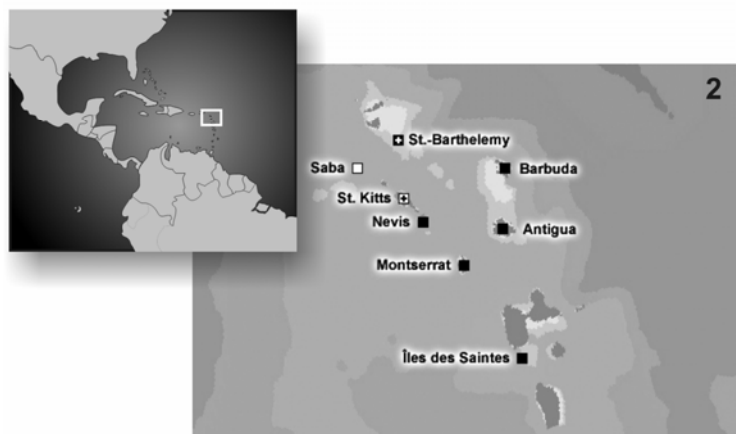 2
St.-Barthelemy
Saba
Barbuda
St. Kitts
Nevis
Antigua
Montserrat
Îles des Saintes